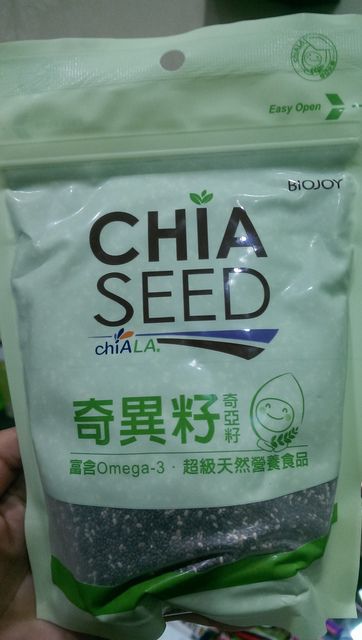 Easy Open
BiOJOY
CHIA
SEED
chiALA®
奇異籽
奇亞籽
富含Omega-3·超級天然營養食品